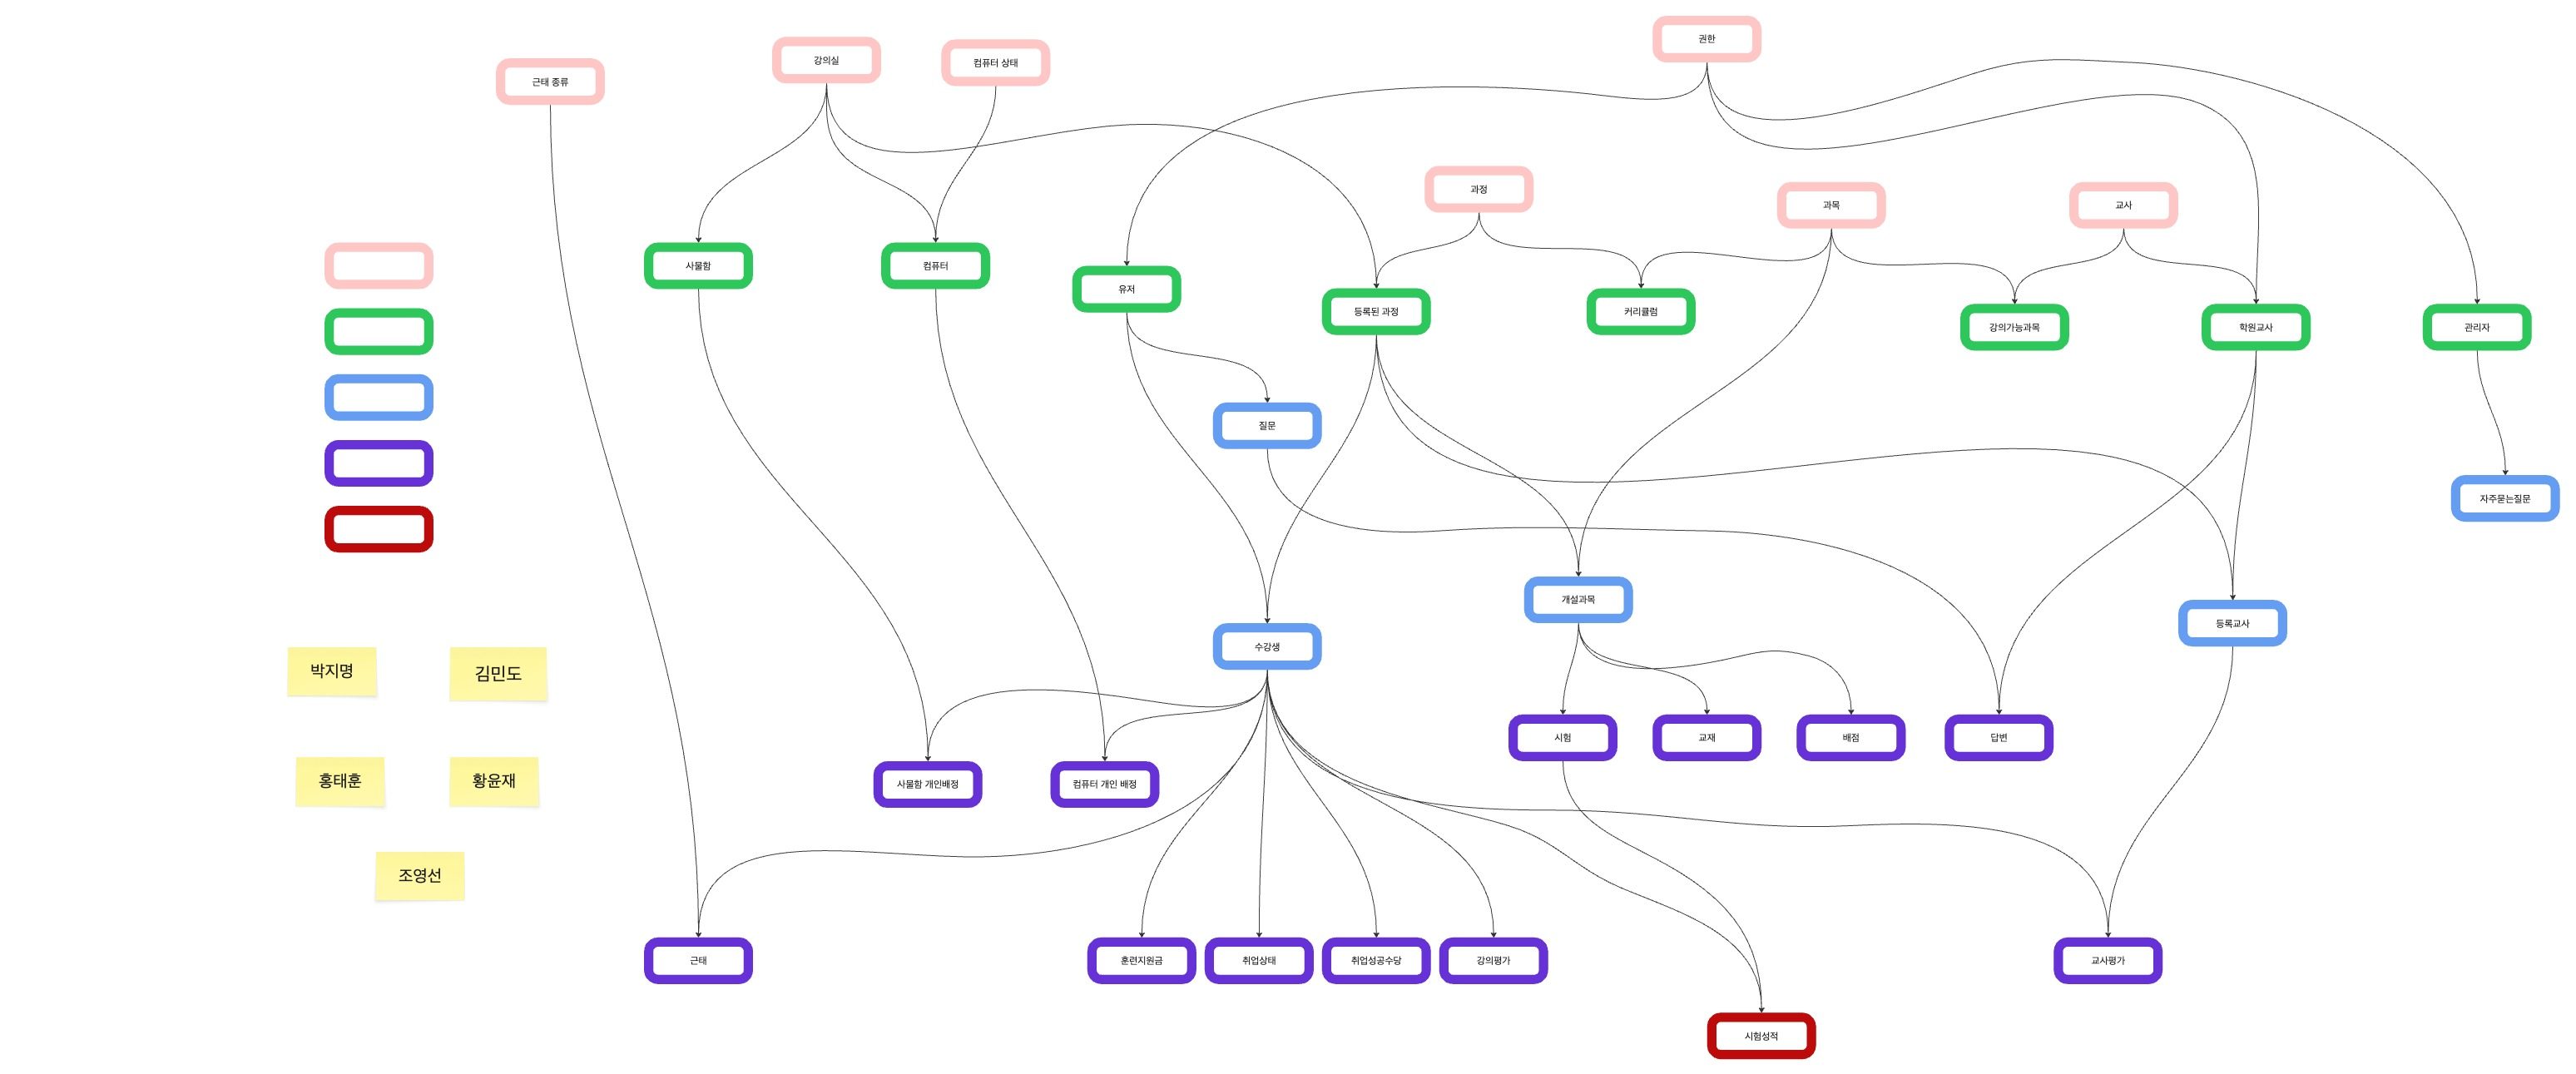 권한
강의실
컴퓨터 상태
근태 종류
과정
과목
교사
사물함
컴퓨터
유저
등록된 과정
커리큘럼
강의가능과목
학원교사
관리자
질문
자주묻는질문
개설과목
등록교사
수강생
박지명
김민도
시험
교재
배점
답변
홍태훈
황윤재
사물함 개인배정
컴퓨터 개인 배정
조영선
근태
훈련지원금
취업상태
취업성공수당
강의평가
교사평가
시험성적